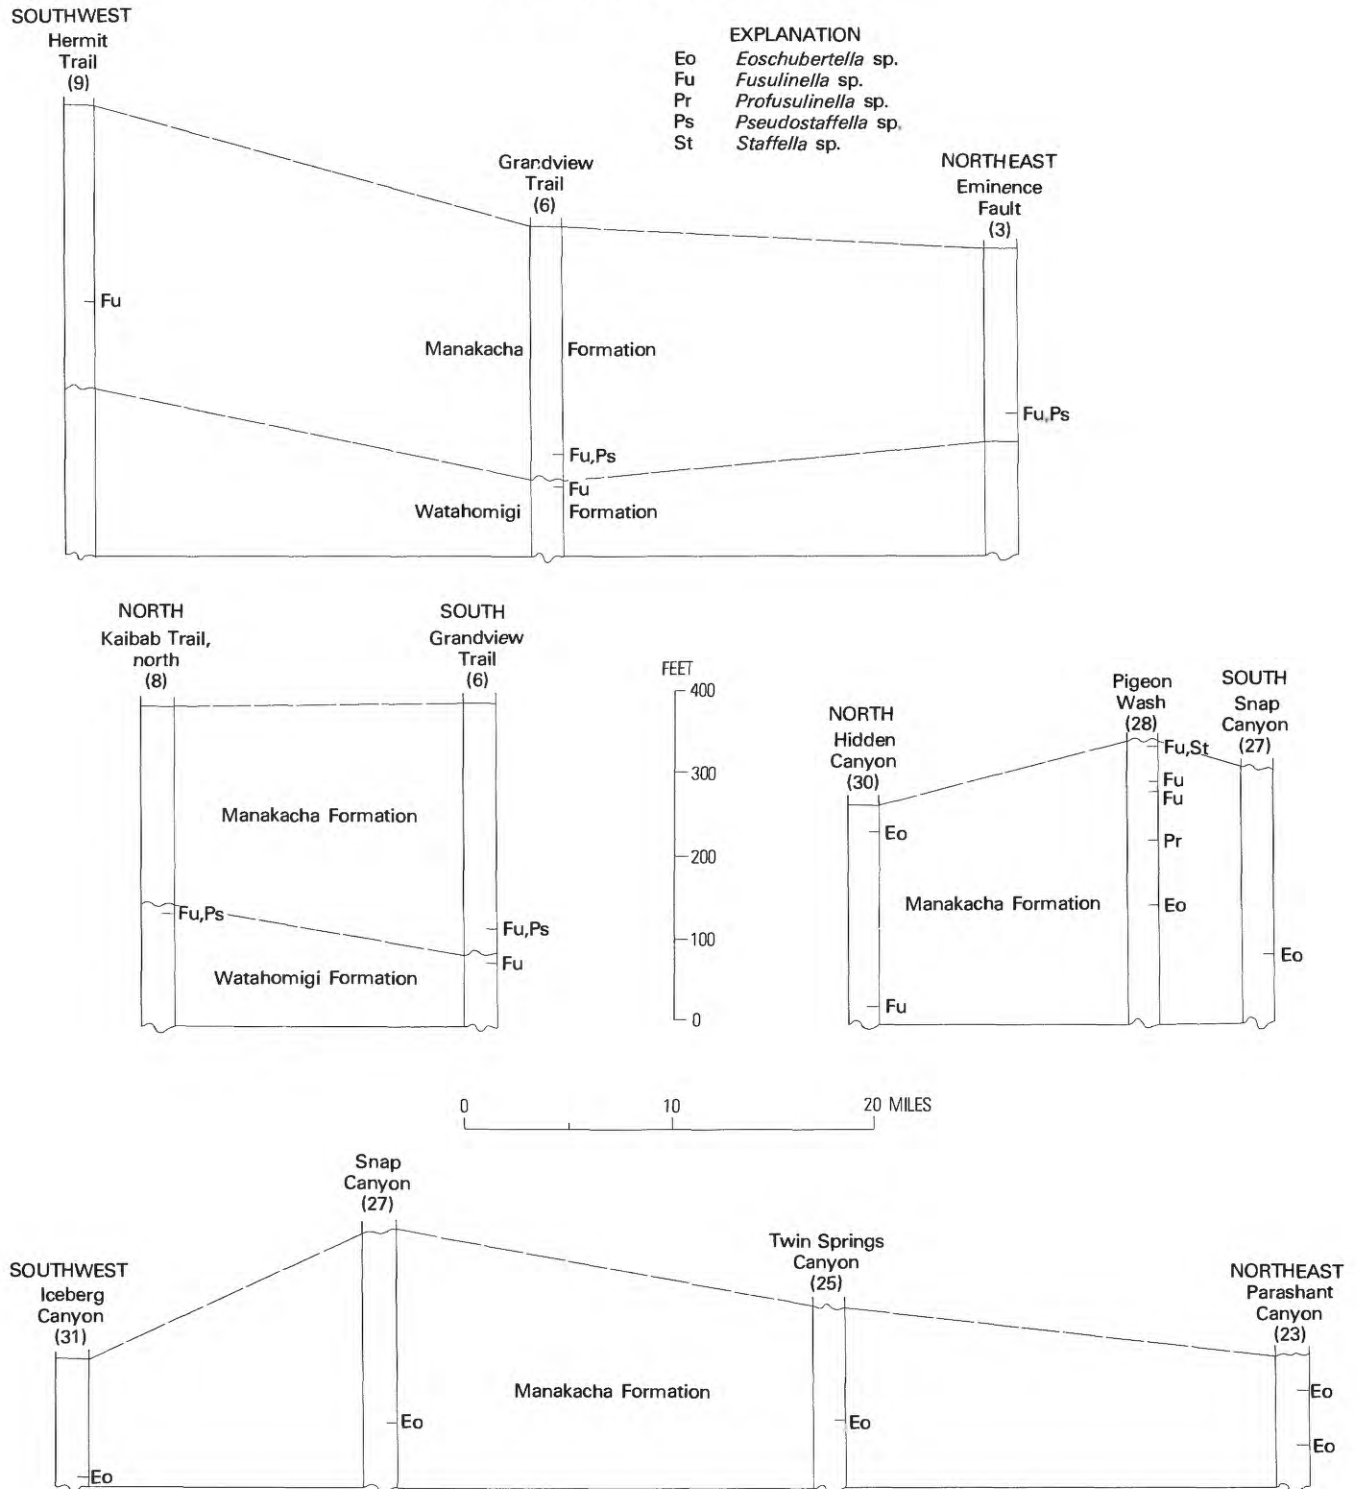 SOUTHWEST
Hermit
Trail
(9)
EXPLANATION
Eo Eoschubertella sp.
Fu Fusulinella sp.
Pr Profusulinella sp.
Ps Pseudostaffella sp.
St Staffella sp.
Grandview
Trail
(6)
NORTHEAST
Eminence
Fault
(3)
Fu
Manakacha Formation
Fu,Ps
Fu,Ps
Fu
Watahomigi Formation
NORTH
Kaibab Trail,
north
(8)
SOUTH
Grandview
Trail
(6)
Manakacha Formation
Fu,Ps
Fu,Ps
Fu
Watahomigi Formation
FEET
400
300
200
100
0
NORTH
Hidden
Canyon
(30)
Pigeon
Wash
(28)
SOUTH
Snap
Canyon
(27)
Fu,St
Fu
Fu
Eo
Pr
Manakacha Formation
Eo
Eo
Fu
0 10 20 MILES
SOUTHWEST
Iceberg
Canyon
(31)
Snap
Canyon
(27)
Twin Springs
Canyon
(25)
NORTHEAST
Parashant
Canyon
(23)
Manakacha Formation
Eo
Eo
Eo
Eo
Eo